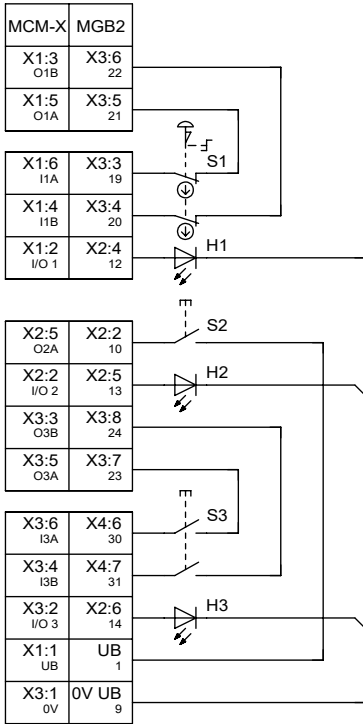 MCM-X MGB2
X1:3 X3:6
O1B 22
X1:5 X3:5
O1A 21
X1:6 X3:3
I1A 19
S1
X1:4 X3:4
I1B 20
X1:2 X2:4
I/O 1 12
H1
X2:5 X2:2
O2A 10
S2
X2:2 X2:5
I/O 2 13
H2
X3:3 X3:8
O3B 24
X3:5 X3:7
O3A 23
X3:6 X4:6
I3A 30
S3
X3:4 X4:7
I3B 31
X3:2 X2:6
I/O 3 14
H3
X1:1 UB
UB 1
X3:1 0V UB
0V 9